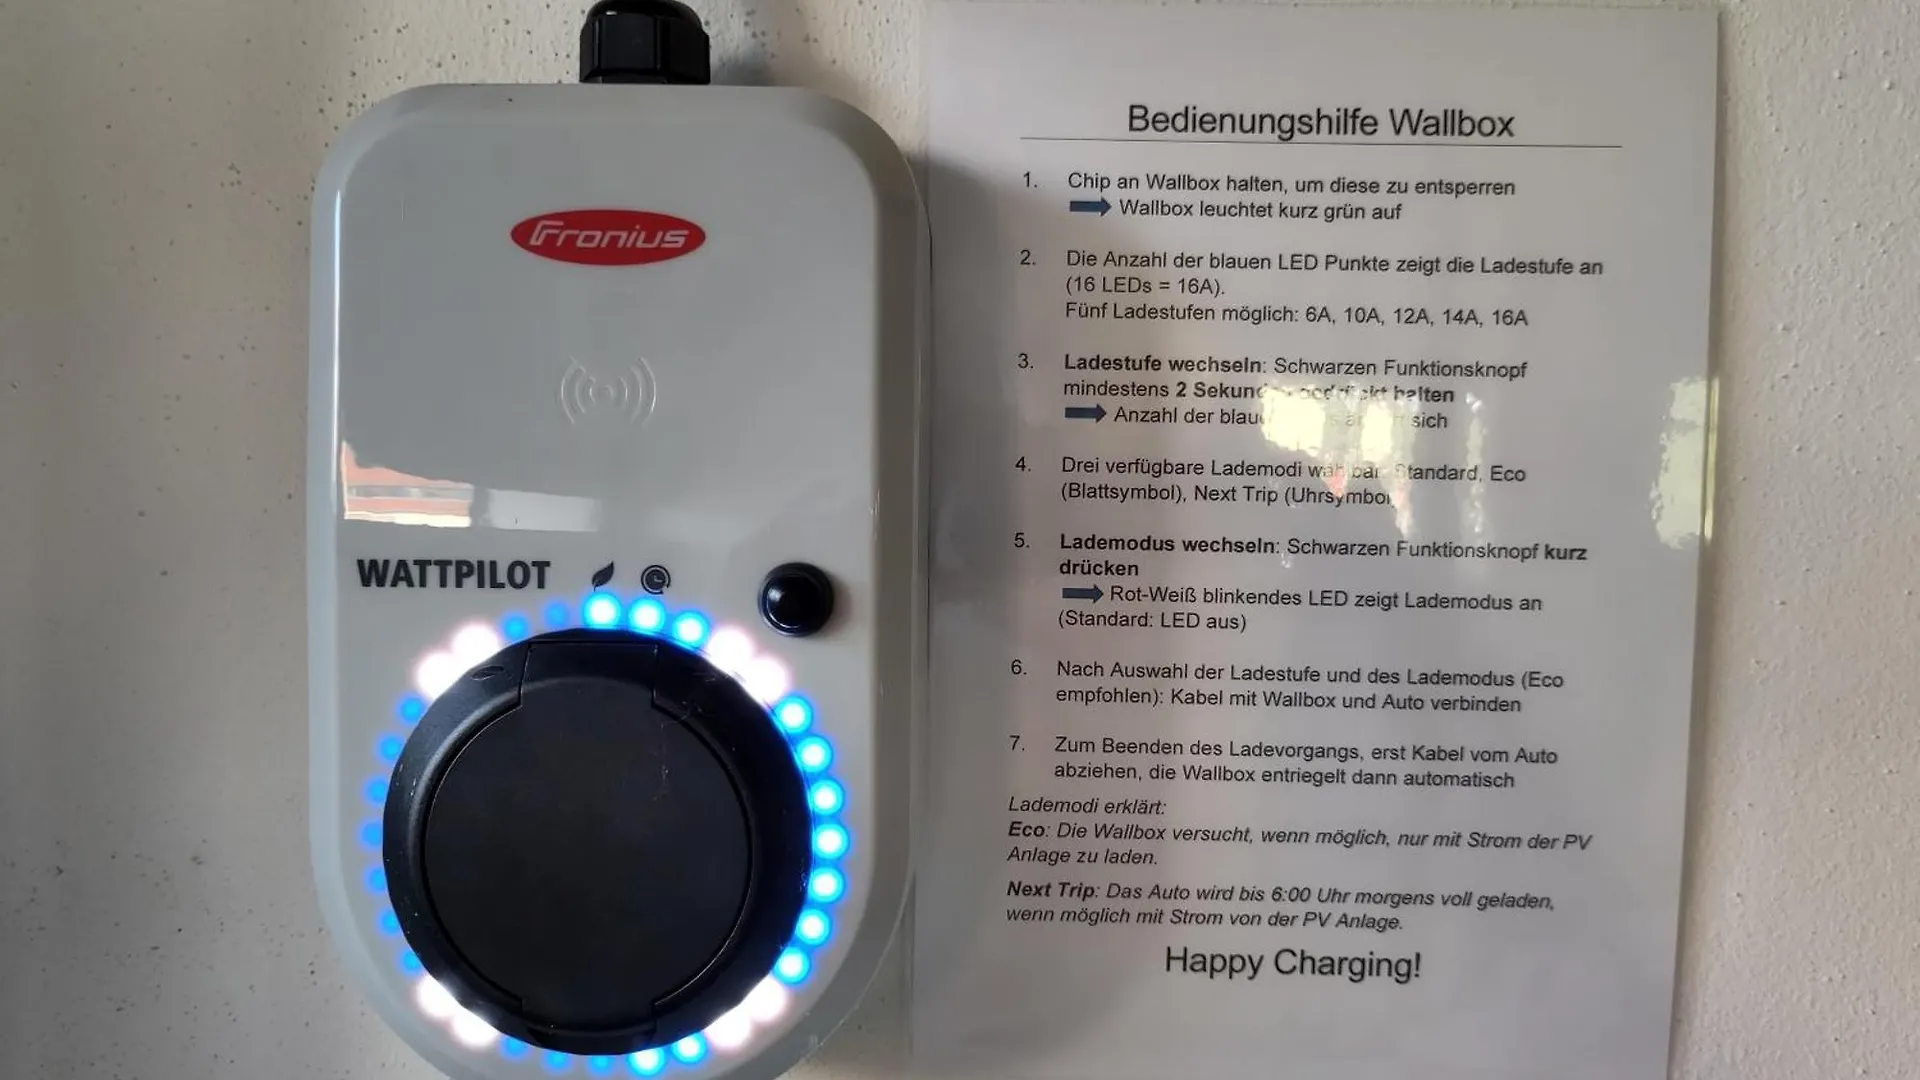 Fronius
WATTPILOT
Bedienungshilfe Wallbox
1. Chip an Wallbox halten, um diese zu entsperren
Wallbox leuchtet kurz grün auf
2. Die Anzahl der blauen LED Punkte zeigt die Ladestufe an
(16 LEDs = 16A).
Fünf Ladestufen möglich: 6A, 10A, 12A, 14A, 16A
3. Ladestufe wechseln: Schwarzen Funktionsknopf
mindestens 2 Sekunden gedrückt halten
Anzahl der sich
4. Drei verfügbare Lademodi Standard, Eco
(Blattsymbol), Next Trip (Uhrsymbol)
5. Lademodus wechseln: Schwarzen Funktionsknopf kurz
drücken
Rot-Weiß blinkendes LED zeigt Lademodus an
(Standard: LED aus)
6. Nach Auswahl der Ladestufe und des Lademodus (Eco
empfohlen): Kabel mit Wallbox und Auto verbinden
7. Zum Beenden des Ladevorgangs, erst Kabel vom Auto
abziehen, die Wallbox entriegelt dann automatisch
Lademodi erklärt:
Eco: Die Wallbox versucht, wenn möglich, nur mit Strom der PV
Anlage zu laden.
Next Trip: Das Auto wird bis 6:00 Uhr morgens voll geladen,
wenn möglich mit Strom von der PV Anlage.
Happy Charging!